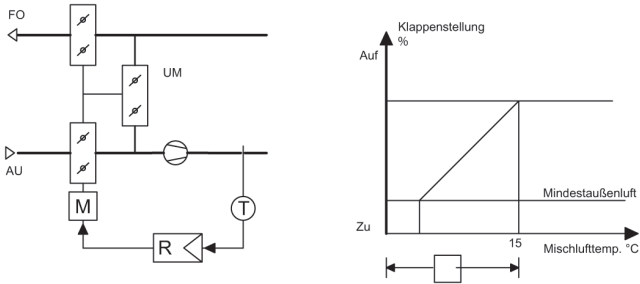 FO
UM
AU
M
T
R
Klappenstellung
%
Auf
Mindestaußenluft
Zu
15
Mischlufttemp. °C